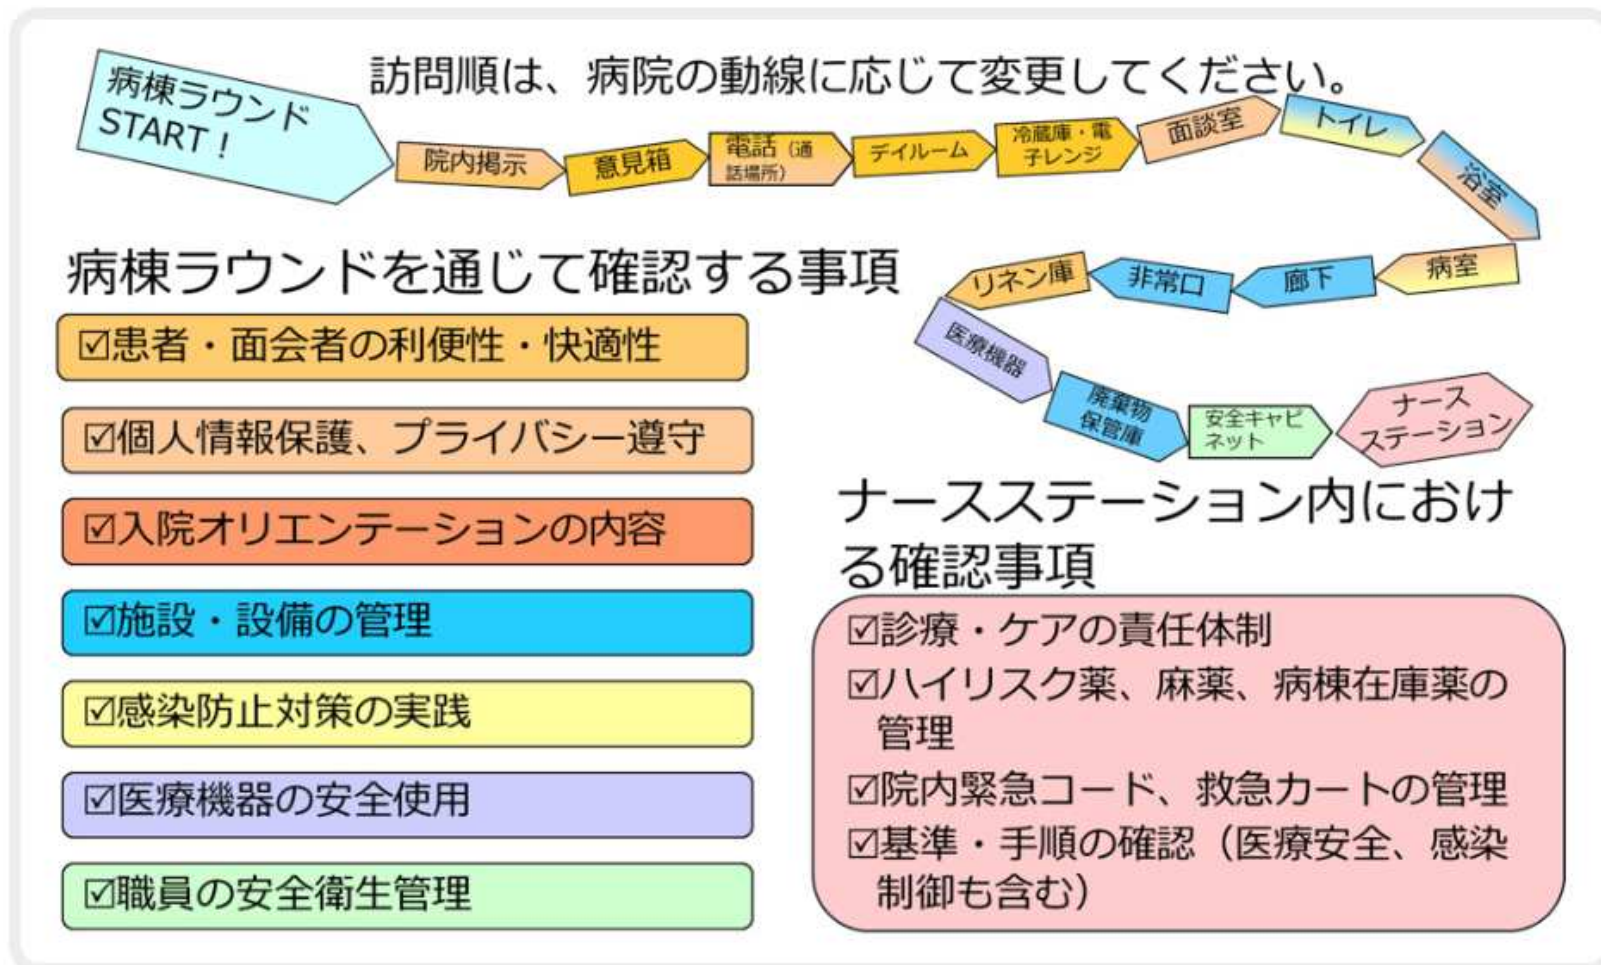 病棟ラウンド
START！
訪問順は、病院の動線に応じて変更してください。
院内掲示
意見箱
電話（通
話場所）
デイルーム
冷蔵庫・電
子レンジ
面談室
トイレ
浴室
病室
廊下
非常口
リネン庫
医療機器
廃棄物
保管庫
安全キャビ
ネット
ナース
ステーション
病棟ラウンドを通じて確認する事項
☑患者・面会者の利便性・快適性
☑個人情報保護、プライバシー遵守
☑入院オリエンテーションの内容
☑施設・設備の管理
☑感染防止対策の実践
☑医療機器の安全使用
☑職員の安全衛生管理
ナースステーション内におけ
る確認事項
☑診療・ケアの責任体制
☑ハイリスク薬、麻薬、病棟在庫薬の
管理
☑院内緊急コード、救急カートの管理
☑基準・手順の確認（医療安全、感染
制御も含む）